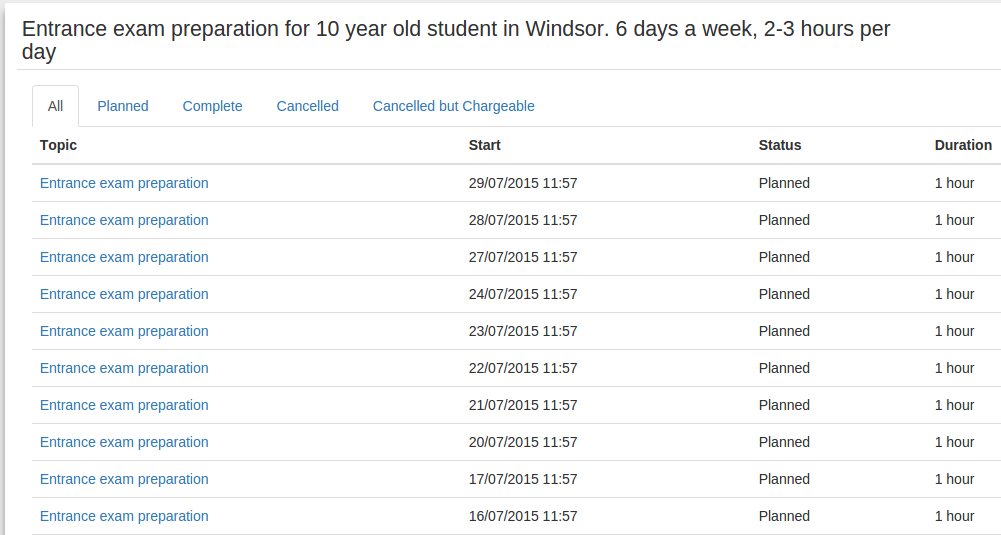 Entrance exam preparation for 10 year old student in Windsor. 6 days a week, 2-3 hours per
day
All Planned Complete Cancelled Cancelled but Chargeable
Topic Start Status Duration
Entrance exam preparation 29/07/2015 11:57 Planned 1 hour
Entrance exam preparation 28/07/2015 11:57 Planned 1 hour
Entrance exam preparation 27/07/2015 11:57 Planned 1 hour
Entrance exam preparation 24/07/2015 11:57 Planned 1 hour
Entrance exam preparation 23/07/2015 11:57 Planned 1 hour
Entrance exam preparation 22/07/2015 11:57 Planned 1 hour
Entrance exam preparation 21/07/2015 11:57 Planned 1 hour
Entrance exam preparation 20/07/2015 11:57 Planned 1 hour
Entrance exam preparation 17/07/2015 11:57 Planned 1 hour
Entrance exam preparation 16/07/2015 11:57 Planned 1 hour